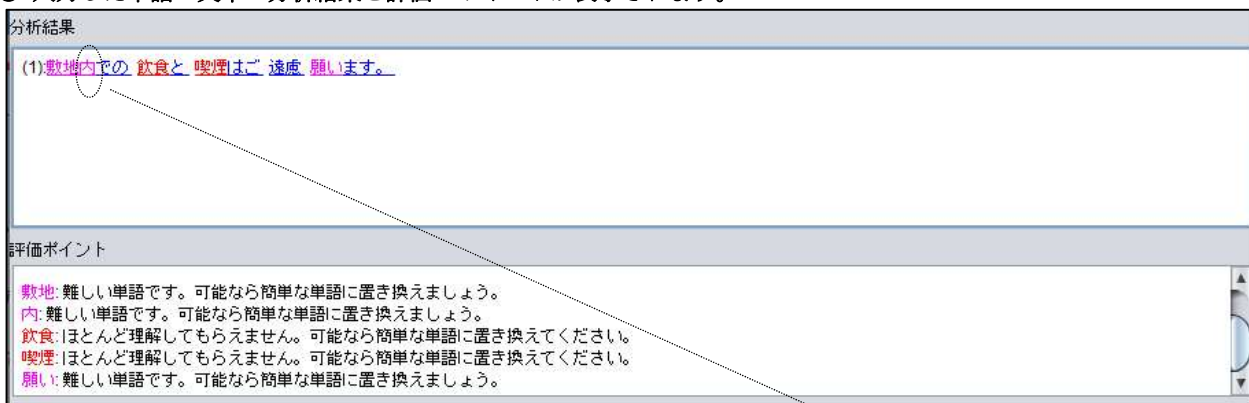 分析結果
(1):敷地内での 飲食と 喫煙はご 遠慮 願います。
評価ポイント
敷地: 難しい単語です。可能なら簡単な単語に置き換えましょう。
内: 難しい単語です。可能なら簡単な単語に置き換えましょう。
飲食: ほとんど理解してもらえません。可能なら簡単な単語に置き換えてください。
喫煙: ほとんど理解してもらえません。可能なら簡単な単語に置き換えてください。
願い: 難しい単語です。可能なら簡単な単語に置き換えましょう。